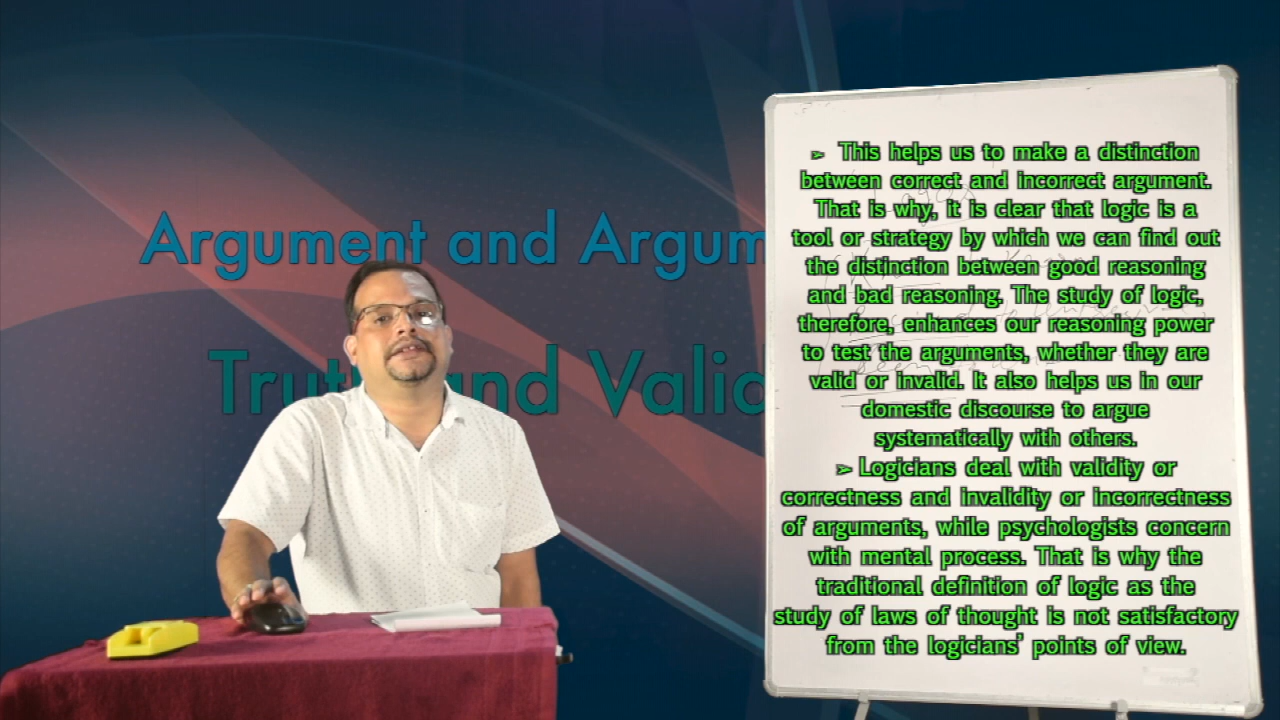 Argument and Argum
Truth and Valid
➢ This helps us to make a distinction
between correct and incorrect argument.
That is why, it is clear that logic is a
tool or strategy by which we can find out
the distinction between good reasoning
and bad reasoning. The study of logic,
therefore, enhances our reasoning power
to test the arguments, whether they are
valid or invalid. It also helps us in our
domestic discourse to argue
systematically with others.
➢ Logicians deal with validity or
correctness and invalidity or incorrectness
of arguments, while psychologists concern
with mental process. That is why the
traditional definition of logic as the
study of laws of thought is not satisfactory
from the logicians' points of view.